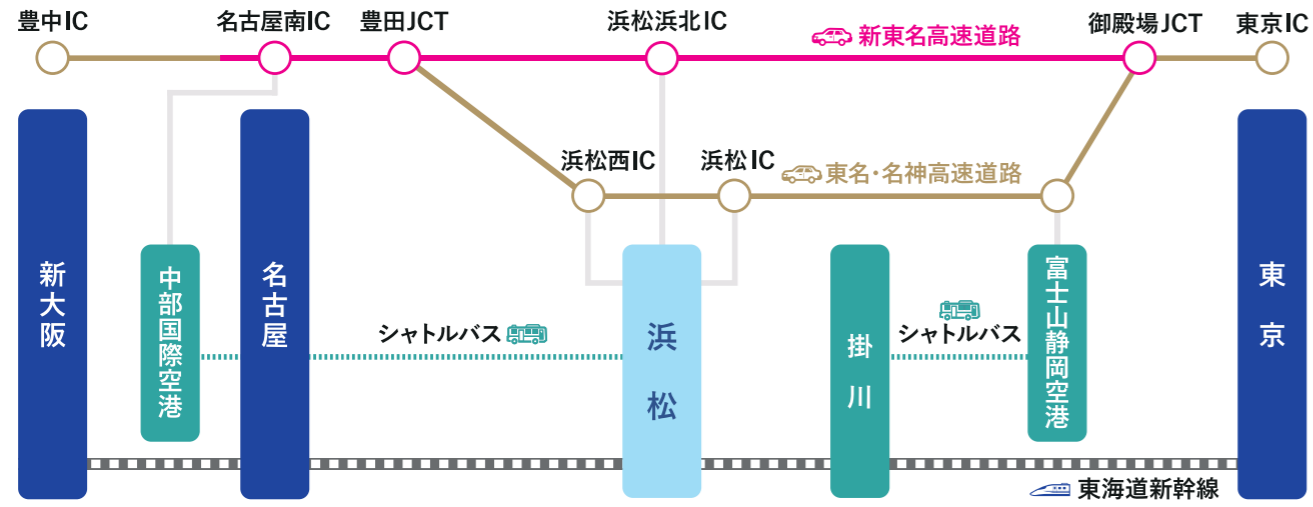 豊中IC
名古屋南IC
豊田JCT
浜松浜北IC
新東名高速道路
御殿場JCT
東京IC
浜松西IC
浜松IC
東名・名神高速道路
新大阪
中部国際空港
名古屋
シャトルバス
浜松
掛川
シャトルバス
富士山静岡空港
東京
東海道新幹線